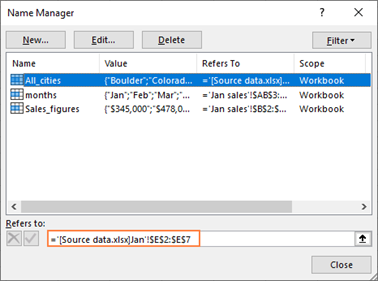 Name Manager ? ×
New... Edit... Delete Filter
Name Value Refers To Scope
All_cities {"Boulder";"Colorad... ='[Source data.xlsx]... Workbook
months {"Jan";"Feb";"Mar";"... ='Jan sales'!$AB$3:... Workbook
Sales_figures {"$345,000";"$478,0... ='Jan sales'!$B$2:$... Workbook
Refers to:
='[Source data.xlsx]Jan'!$E$2:$E$7
Close